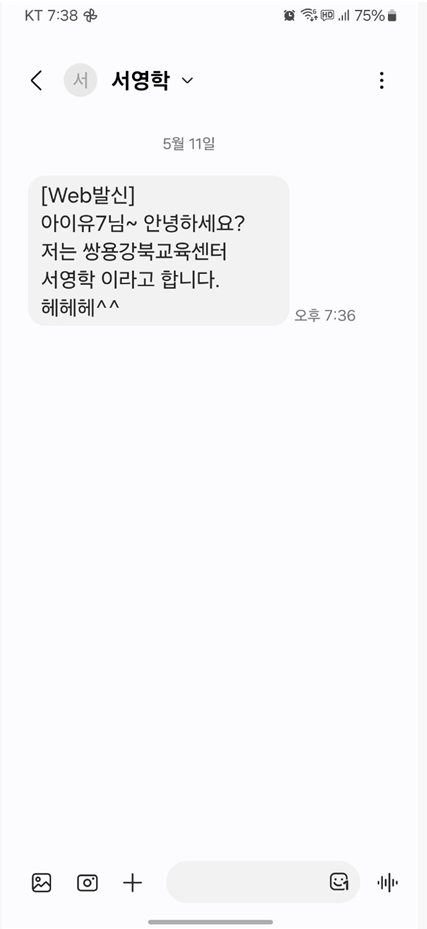 KT 7:38
HD 75%
서 서영학
5월 11일
[Web발신]
아이유7님~ 안녕하세요?
저는 쌍용강북교육센터
서영학 이라고 합니다.
헤헤헤^^
오후 7:36